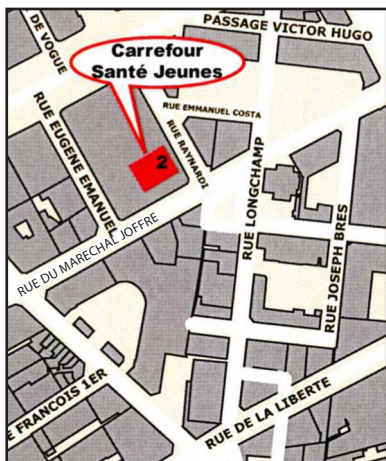 PASSAGE VICTOR HUGO
DE VOGUE
Carrefour
Santé Jeunes
RUE EMMANUEL COSTA
RUE EUGENE EMANUEL
2
RUE RAYNARDI
RUE LONGCHAMP
RUE DU MARECHAL JOFFRE
RUE JOSEPH BRES
E FRANCOIS 1ER
RUE DE LA LIBERTE